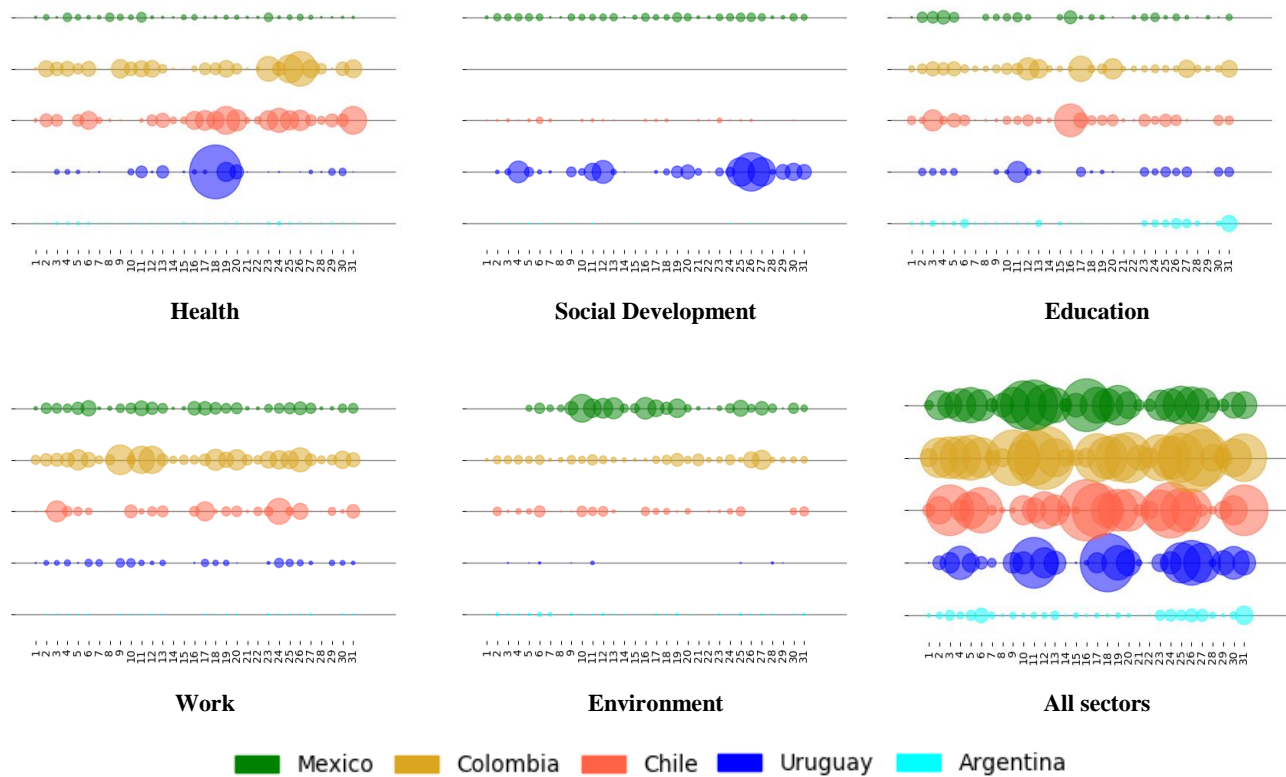 1 2 3 4 5 6 7 8 9 10 11 12 13 14 15 16 17 18 19 20 21 22 23 24 25 26 27 28 29 30 31
1 2 3 4 5 6 7 8 9 10 11 12 13 14 15 16 17 18 19 20 21 22 23 24 25 26 27 28 29 30 31
1 2 3 4 5 6 7 8 9 10 11 12 13 14 15 16 17 18 19 20 21 22 23 24 25 26 27 28 29 30 31
Health
Social Development
Education
1 2 3 4 5 6 7 8 9 10 11 12 13 14 15 16 17 18 19 20 21 22 23 24 25 26 27 28 29 30 31
1 2 3 4 5 6 7 8 9 10 11 12 13 14 15 16 17 18 19 20 21 22 23 24 25 26 27 28 29 30 31
1 2 3 4 5 6 7 8 9 10 11 12 13 14 15 16 17 18 19 20 21 22 23 24 25 26 27 28 29 30 31
Work
Environment
All sectors
Mexico
Colombia
Chile
Uruguay
Argentina